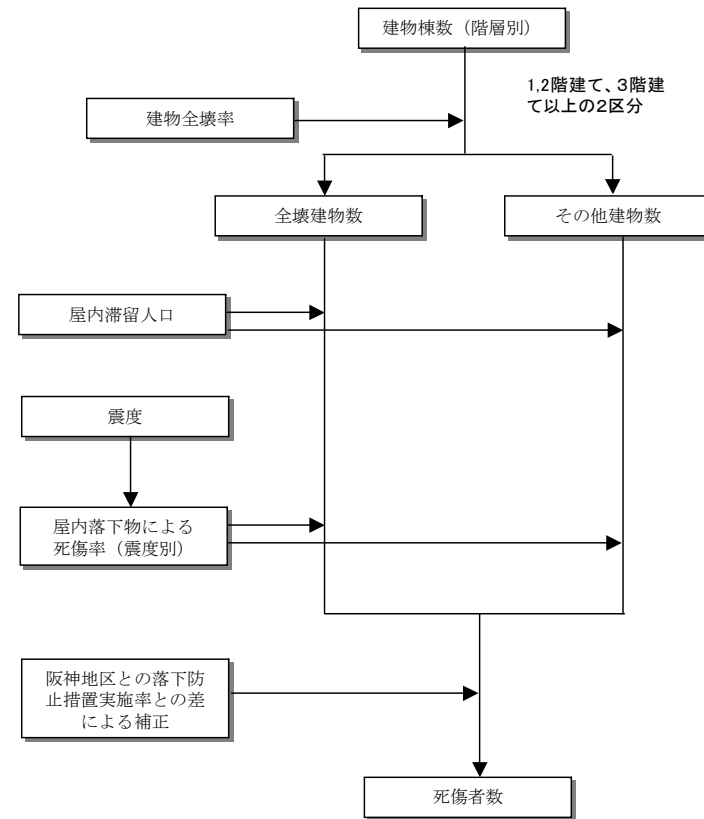 建物棟数（階層別）
1,2階建て、3階建
て以上の2区分
建物全壊率
全壊建物数
その他建物数
屋内滞留人口
震度
屋内落下物による
死傷率（震度別）
阪神地区との落下防
止措置実施率との差
による補正
死傷者数